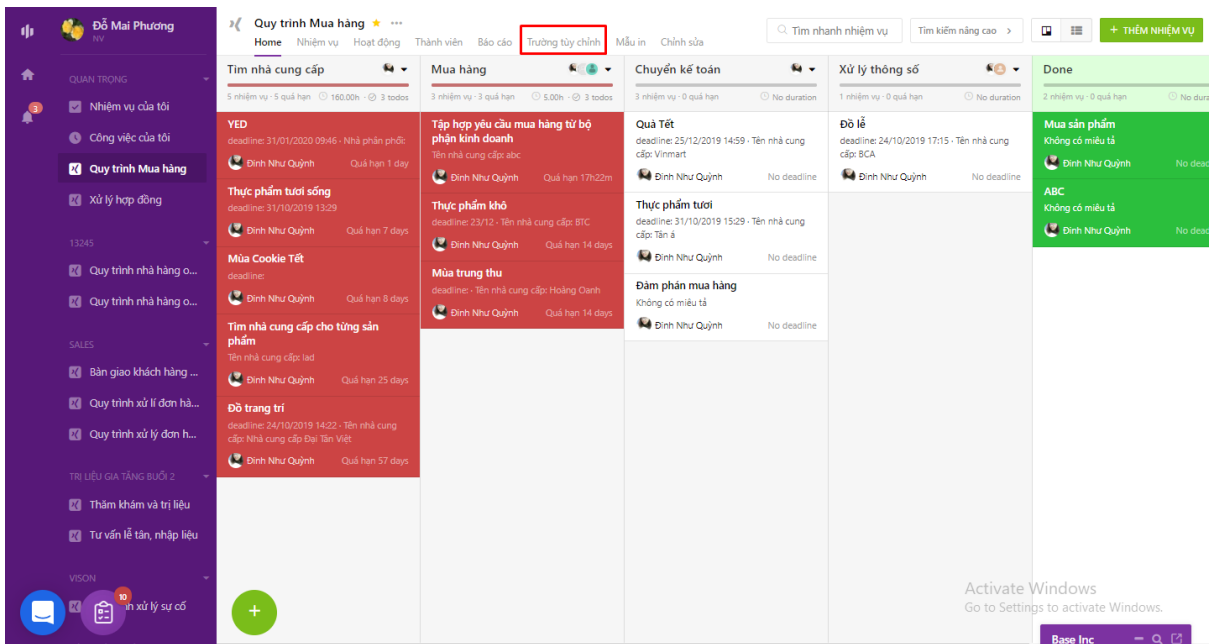 Đỗ Mai Phương
NV
QUAN TRỌNG
Nhiệm vụ của tôi
3
Công việc của tôi
Quy trình Mua hàng
Xử lý hợp đồng
13245
Quy trình nhà hàng o...
Quy trình nhà hàng o...
SALES
Bàn giao khách hàng ...
Quy trình xử lí đơn hà...
Quy trình xử lý đơn h...
TRỊ LIỆU GIA TĂNG BUỔI 2
Thăm khám và trị liệu
Tư vấn lễ tân, nhập liệu
VISON
10
h xử lý sự cố
Quy trình Mua hàng
Home Nhiệm vụ Hoạt động Thành viên Báo cáo Trường tùy chỉnh Mẫu in Chỉnh sửa
Tìm nhanh nhiệm vụ
Tìm kiếm nâng cao >
+ THÊM NHIỆM VỤ
Tìm nhà cung cấp
5 nhiệm vụ · 5 quá hạn 160.00h · 3 todos
YED
deadline: 31/01/2020 09:46 · Nhà phân phối:
Đinh Như Quỳnh Quá hạn 1 day
Thực phẩm tươi sống
deadline: 31/10/2019 13:29
Đinh Như Quỳnh Quá hạn 7 days
Mùa Cookie Tết
deadline:
Đinh Như Quỳnh Quá hạn 8 days
Tìm nhà cung cấp cho từng sản
phẩm
Tên nhà cung cấp: lad
Đinh Như Quỳnh Quá hạn 25 days
Đồ trang trí
deadline: 24/10/2019 14:22 · Tên nhà cung
cấp: Nhà cung cấp Đại Tân Việt
Đinh Như Quỳnh Quá hạn 57 days
+
Mua hàng
3 nhiệm vụ · 3 quá hạn 5.00h · 3 todos
Tập hợp yêu cầu mua hàng từ bộ
phận kinh doanh
Tên nhà cung cấp: abc
Đinh Như Quỳnh Quá hạn 17h22m
Thực phẩm khô
deadline: 23/12 · Tên nhà cung cấp: BTC
Đinh Như Quỳnh Quá hạn 14 days
Mùa trung thu
deadline: · Tên nhà cung cấp: Hoàng Oanh
Đinh Như Quỳnh Quá hạn 14 days
Chuyển kế toán
3 nhiệm vụ · 0 quá hạn No duration
Quà Tết
deadline: 25/12/2019 14:59 · Tên nhà cung
cấp: Vinmart
Đinh Như Quỳnh No deadline
Thực phẩm tươi
deadline: 31/10/2019 15:29 · Tên nhà cung
cấp: Tân á
Đinh Như Quỳnh No deadline
Đàm phán mua hàng
Không có miêu tả
Đinh Như Quỳnh No deadline
Xử lý thông số
1 nhiệm vụ · 0 quá hạn No duration
Đồ lễ
deadline: 24/10/2019 17:15 · Tên nhà cung
cấp: BCA
Đinh Như Quỳnh No deadline
Done
2 nhiệm vụ · 0 quá hạn No dura
Mua sản phẩm
Không có miêu tả
Đinh Như Quỳnh No dead
ABC
Không có miêu tả
Đinh Như Quỳnh No dead
Activate Windows
Go to Settings to activate Windows.
Base Inc